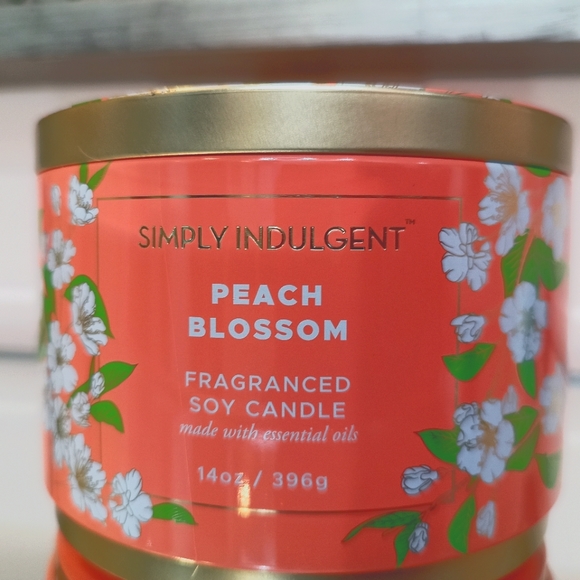 SIMPLY INDULGENT™
PEACH
BLOSSOM
FRAGRANCED
SOY CANDLE
made with essential oils
14oz / 396g